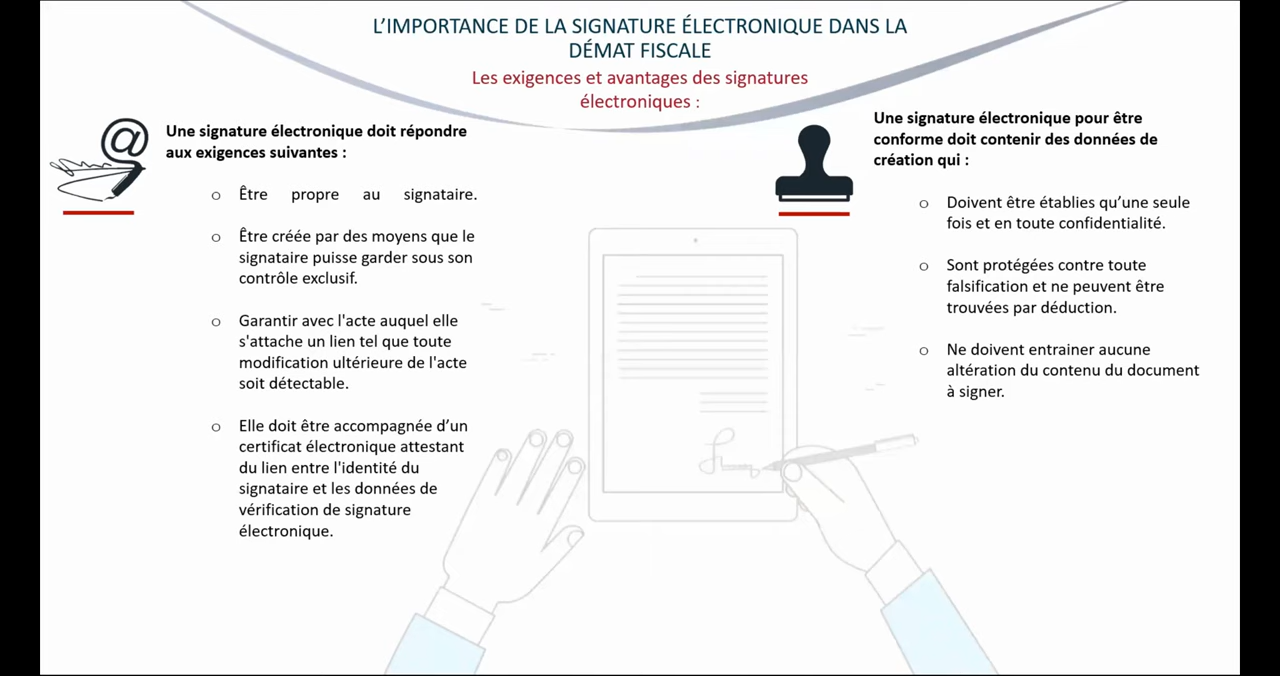 L’IMPORTANCE DE LA SIGNATURE ÉLECTRONIQUE DANS LA
DÉMAT FISCALE
Les exigences et avantages des signatures
électroniques :
Une signature électronique doit répondre
aux exigences suivantes :
o Être propre au signataire.
o Être créée par des moyens que le
signataire puisse garder sous son
contrôle exclusif.
o Garantir avec l'acte auquel elle
s'attache un lien tel que toute
modification ultérieure de l'acte
soit détectable.
o Elle doit être accompagnée d’un
certificat électronique attestant
du lien entre l'identité du
signataire et les données de
vérification de signature
électronique.
Une signature électronique pour être
conforme doit contenir des données de
création qui :
o Doivent être établies qu’une seule
fois et en toute confidentialité.
o Sont protégées contre toute
falsification et ne peuvent être
trouvées par déduction.
o Ne doivent entrainer aucune
altération du contenu du document
à signer.